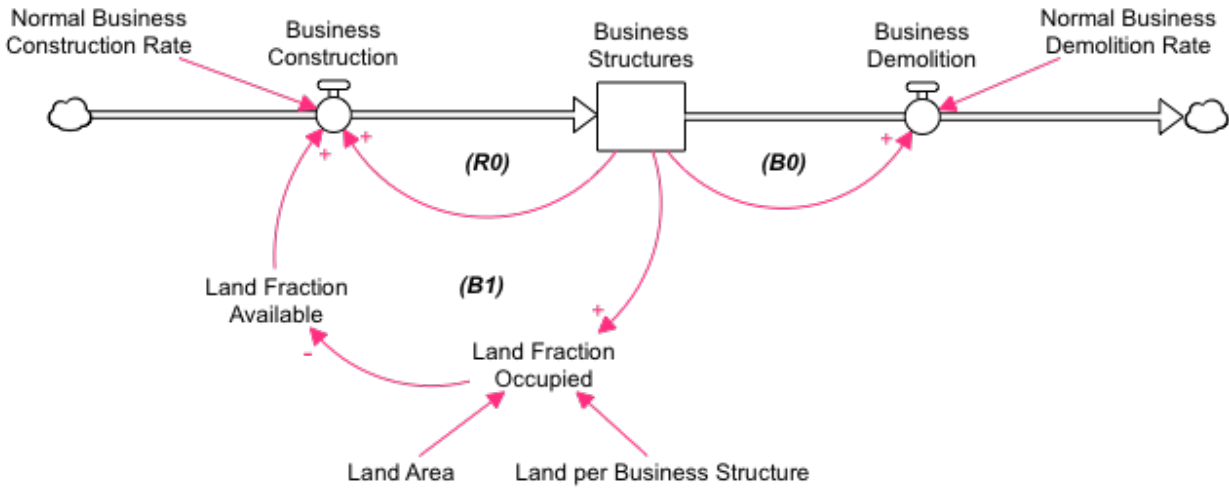 Normal Business
Construction Rate
Business
Construction
Business
Structures
Business
Demolition
Normal Business
Demolition Rate
+
+
(R0)
(B0)
+
Land Fraction
Available
(B1)
+
-
Land Fraction
Occupied
Land Area
Land per Business Structure